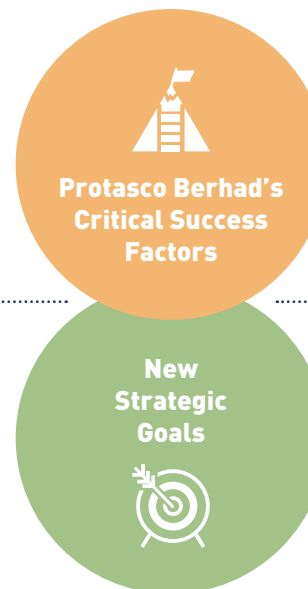 Protasco Berhad's
Critical Success
Factors
New
Strategic
Goals